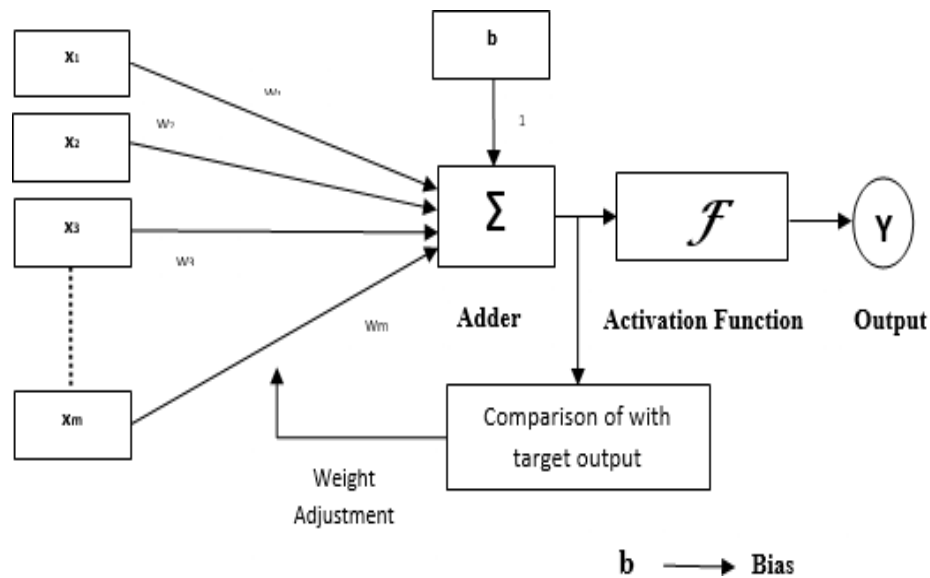 x1
b
W1
x2
W2
1
x3
Σ
ℱ
Y
W3
Adder
Activation Function
Output
Wm
xm
Comparison of with
target output
Weight
Adjustment
b
Bias